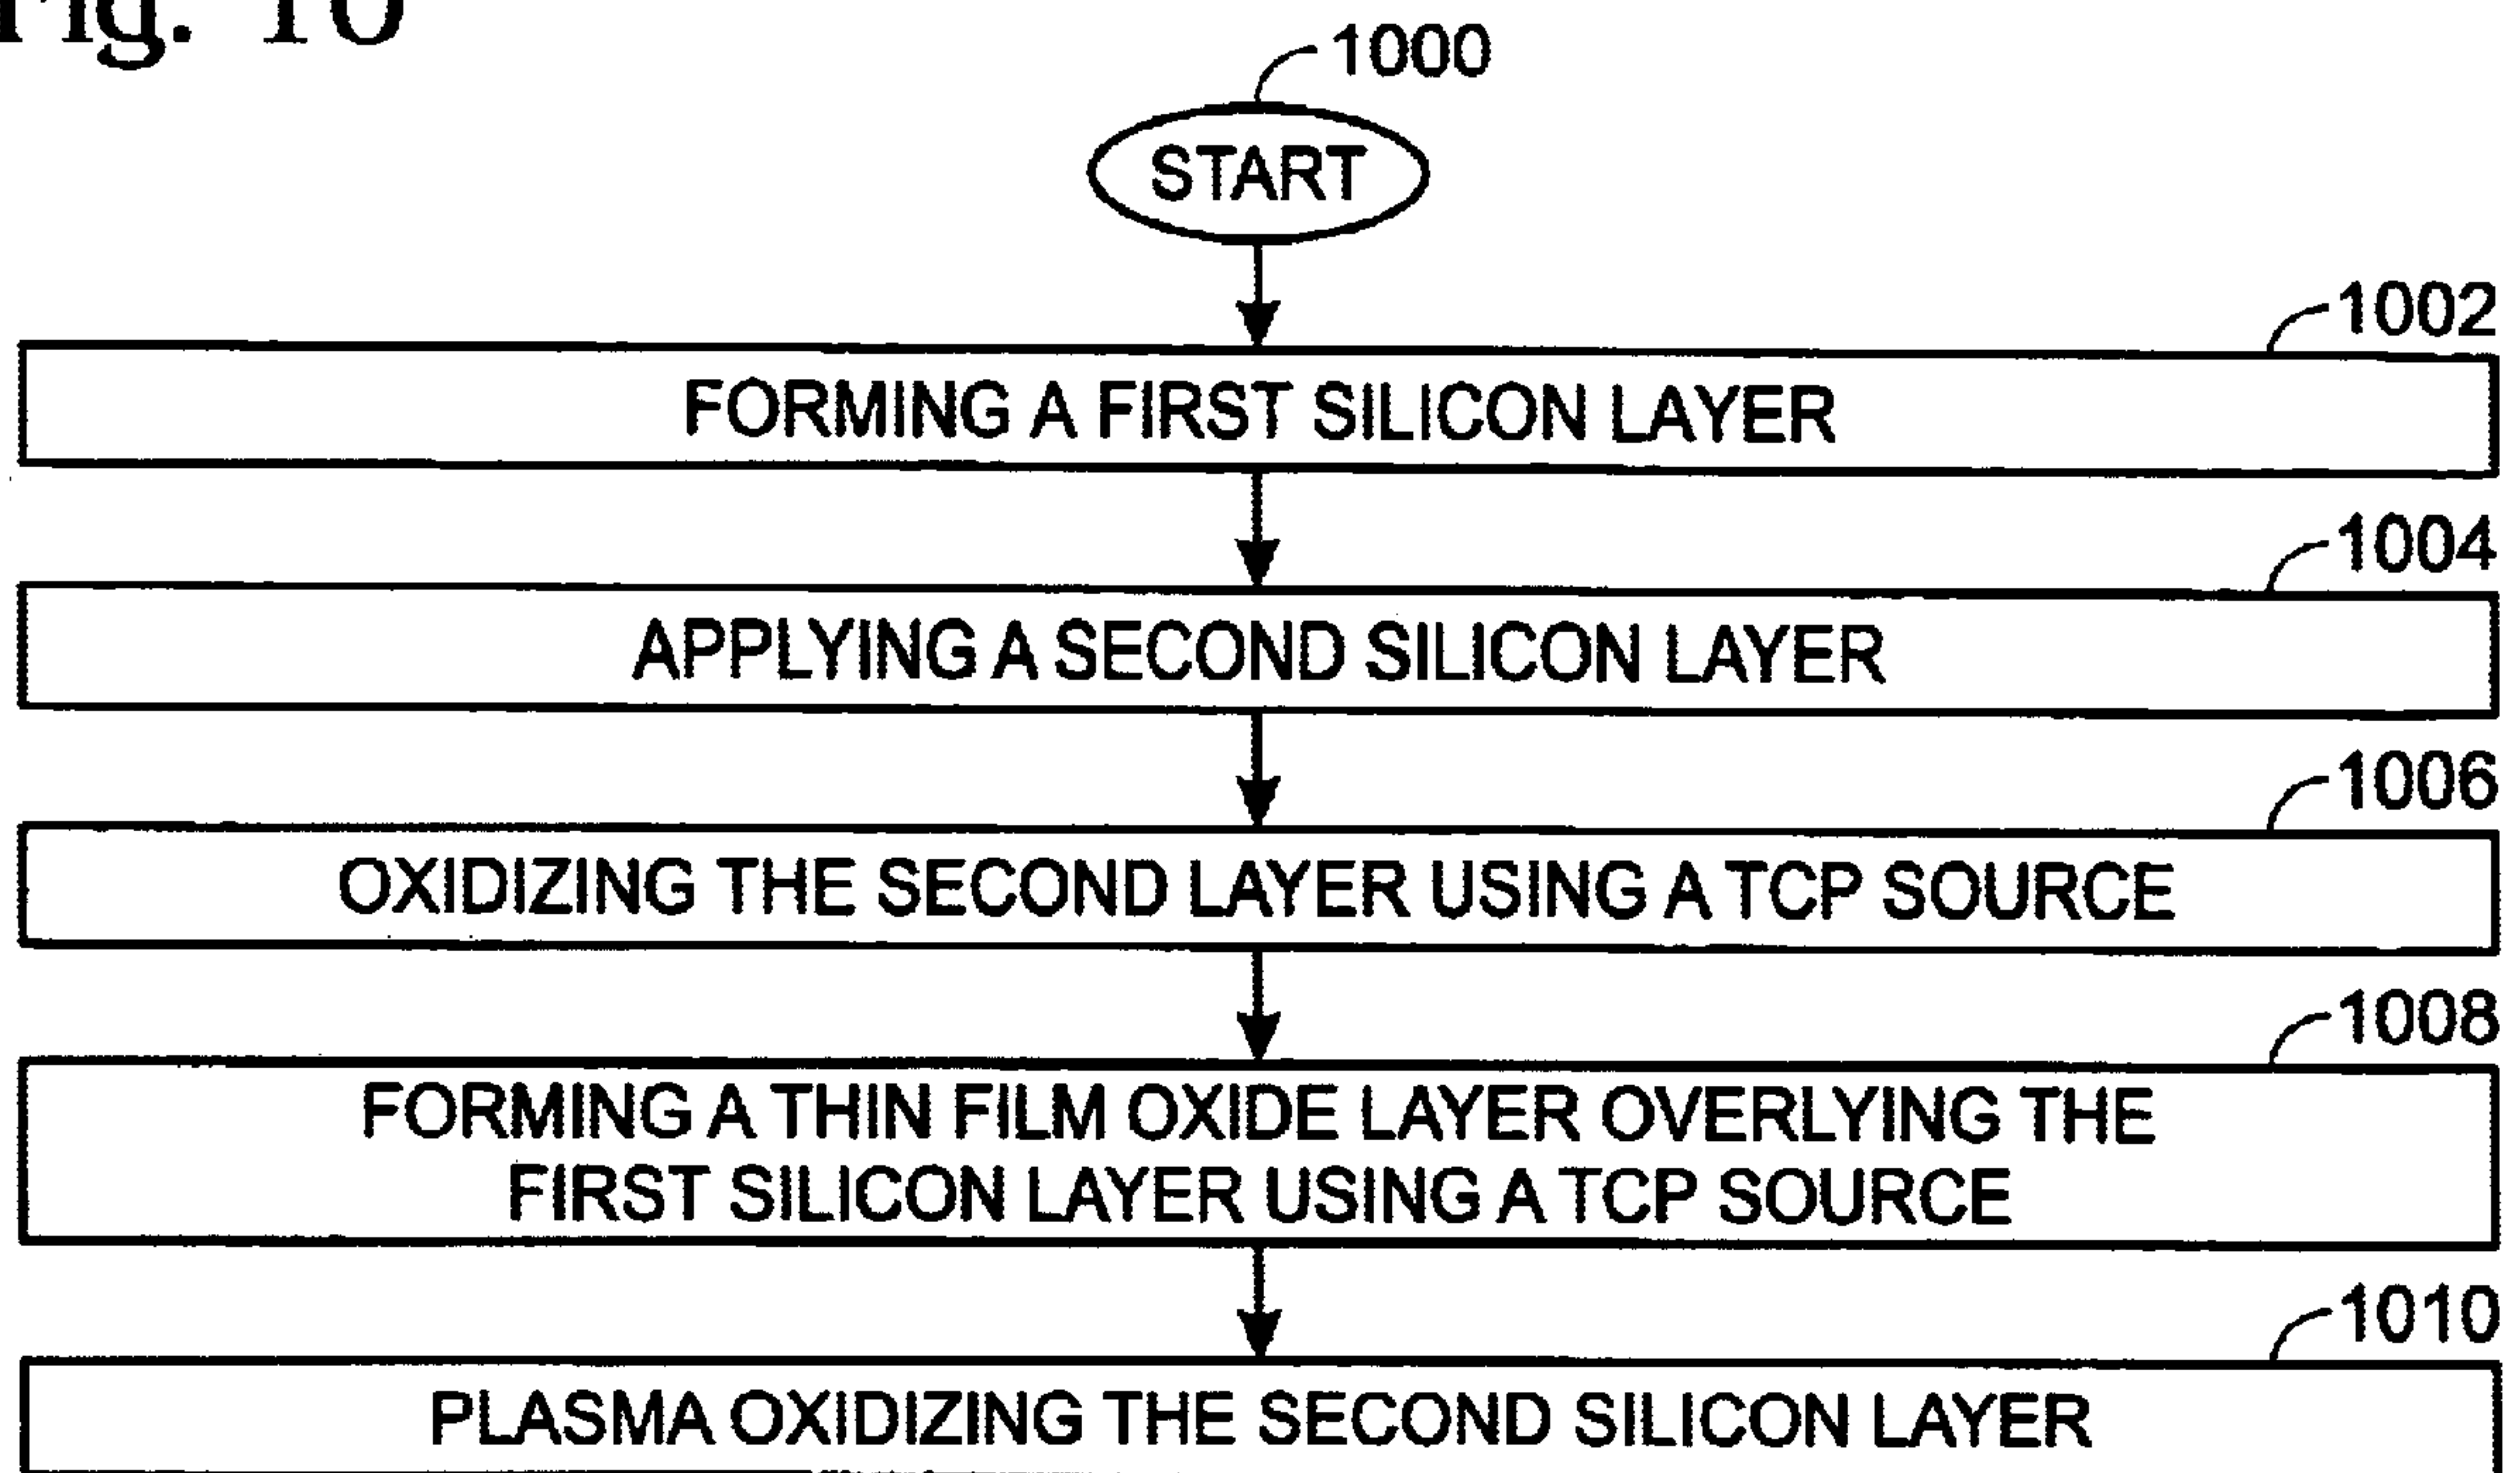 Fig. 10
1000
START
1002
FORMING A FIRST SILICON LAYER
1004
APPLYING A SECOND SILICON LAYER
1006
OXIDIZING THE SECOND LAYER USING A TCP SOURCE
1008
FORMING A THIN FILM OXIDE LAYER OVERLYING THE
FIRST SILICON LAYER USING A TCP SOURCE
1010
PLASMA OXIDIZING THE SECOND SILICON LAYER